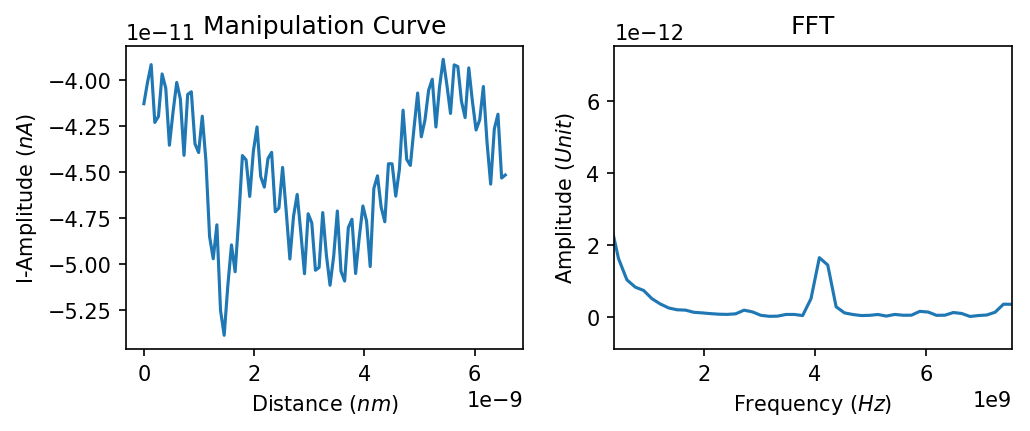 1e−11 Manipulation Curve
I-Amplitude (nA)
−4.00
−4.25
−4.50
−4.75
−5.00
−5.25
0 2 4 6
Distance (nm) 1e−9
1e−12 FFT
Amplitude (Unit)
6
4
2
0
2 4 6
Frequency (Hz) 1e9